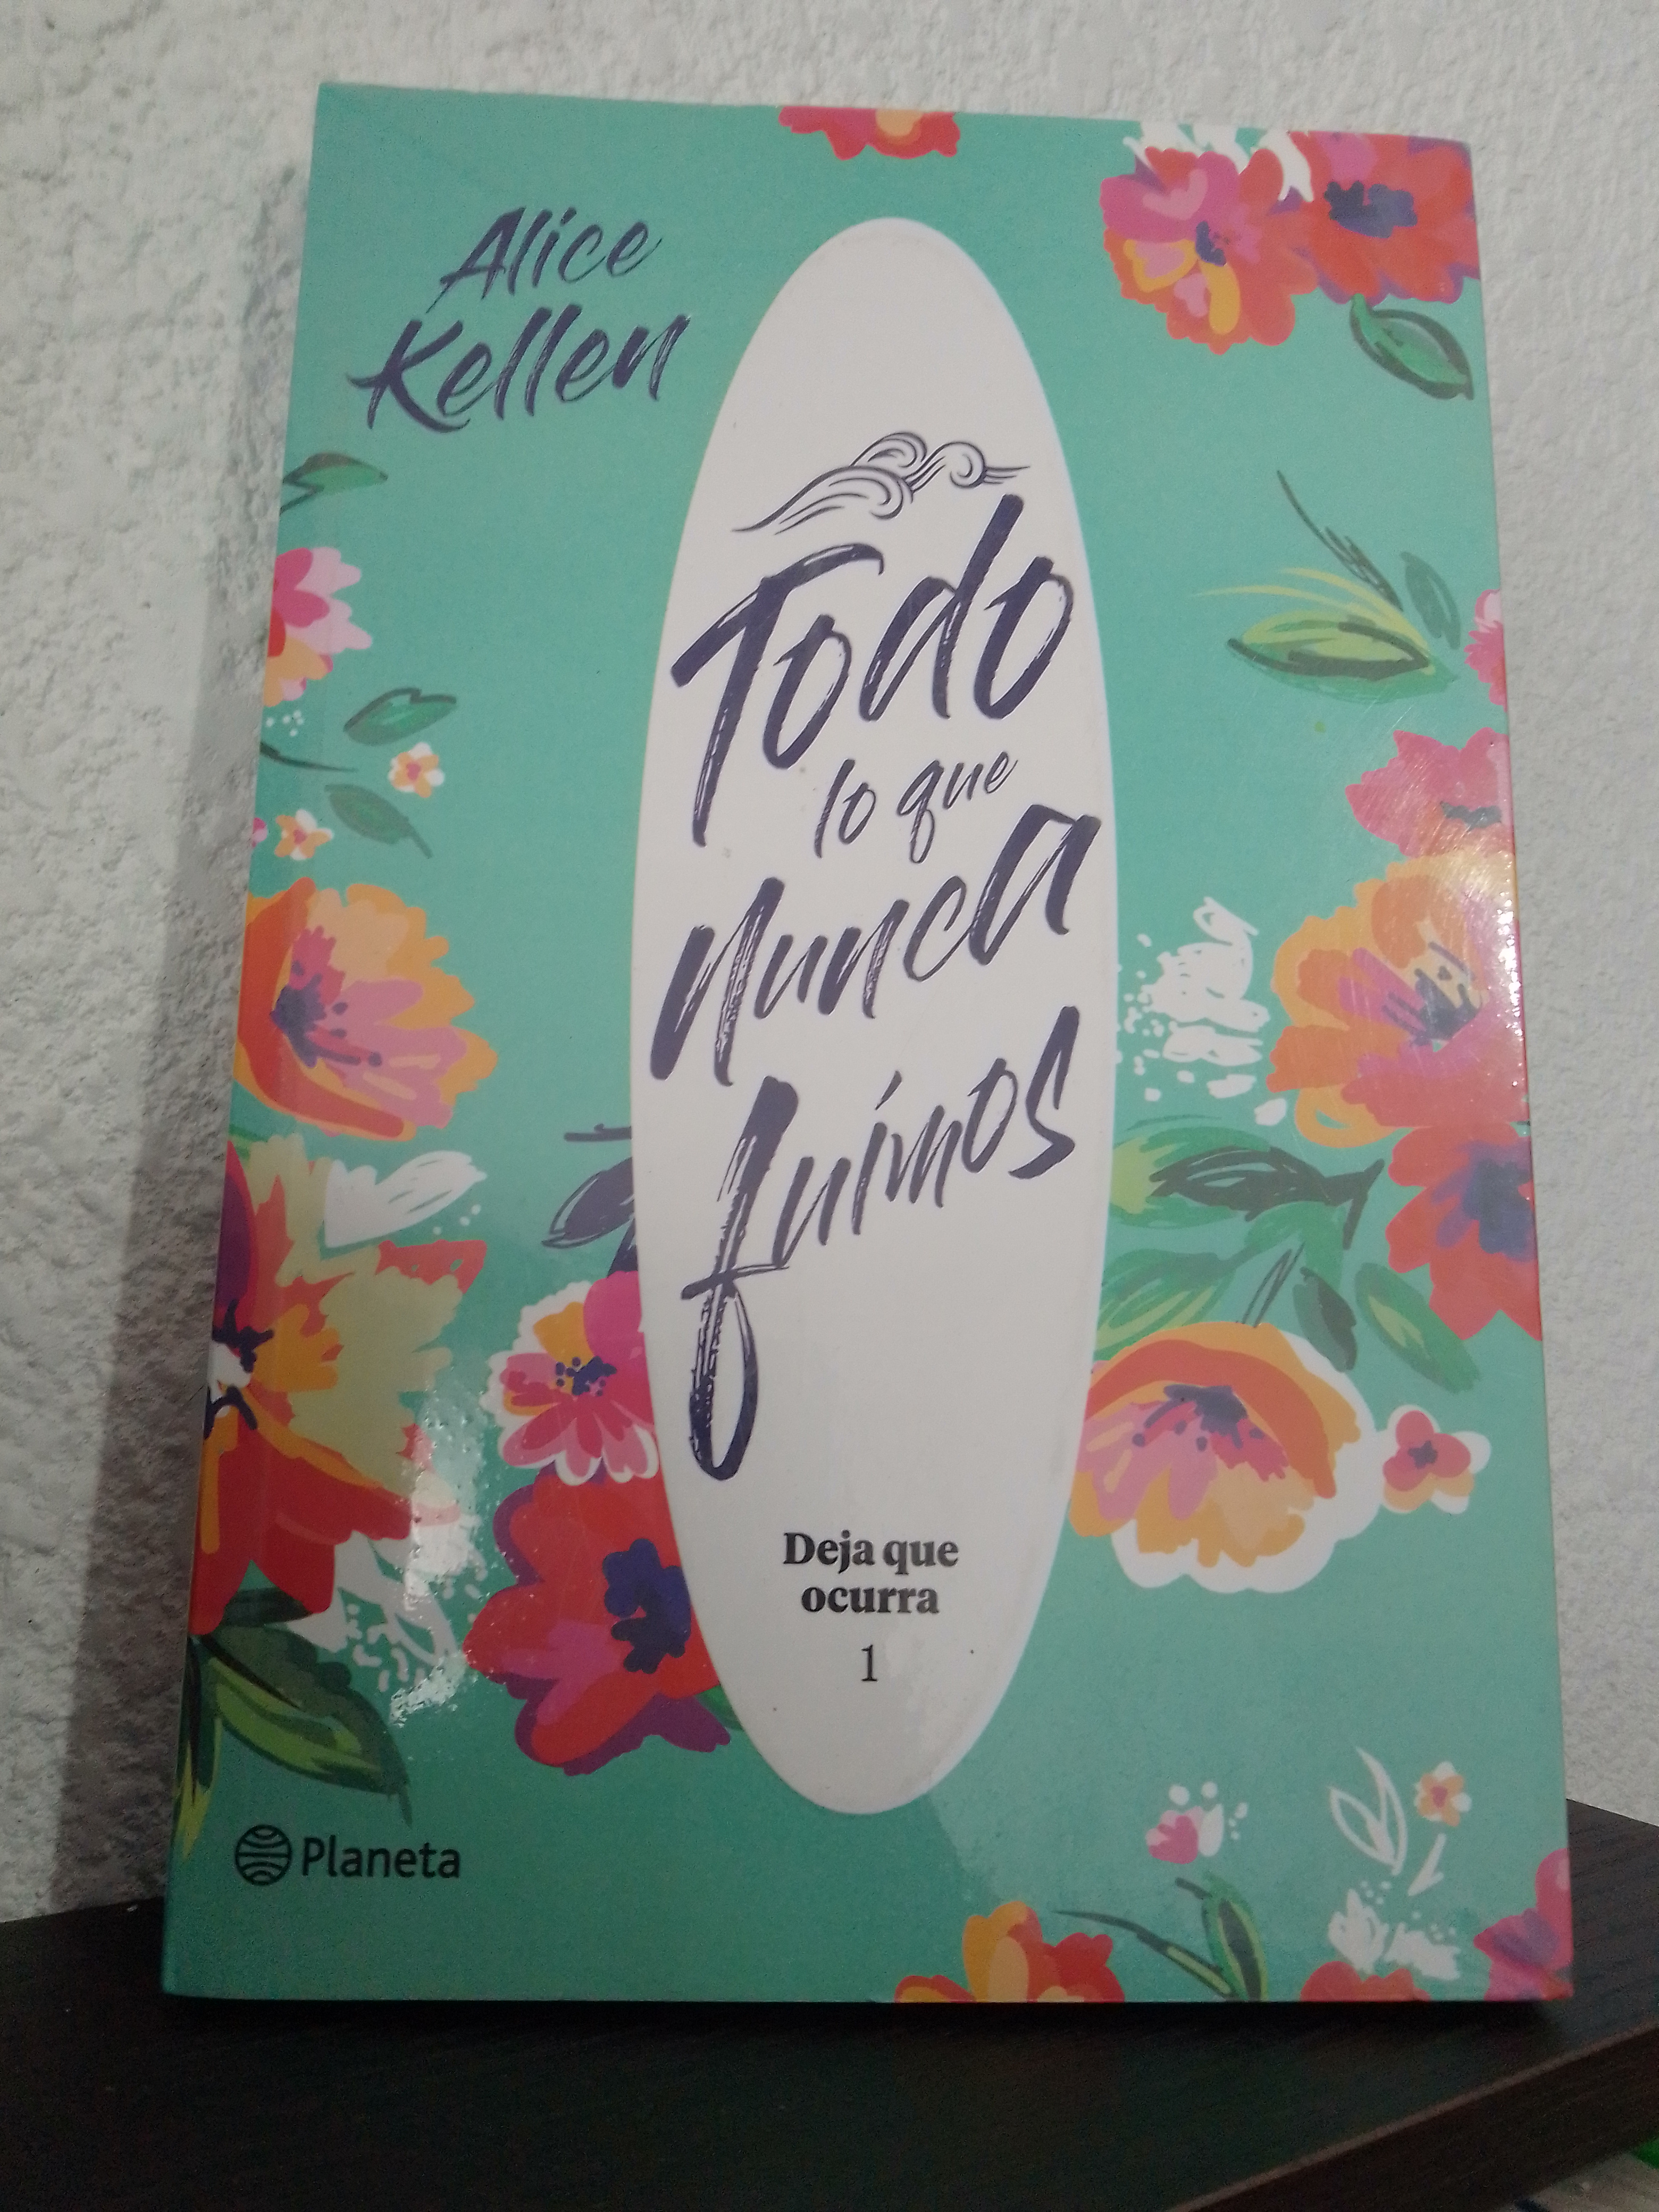 Alice
Kellen
Todo
lo que
nunca
fuimos
Deja que
ocurra
1
Planeta